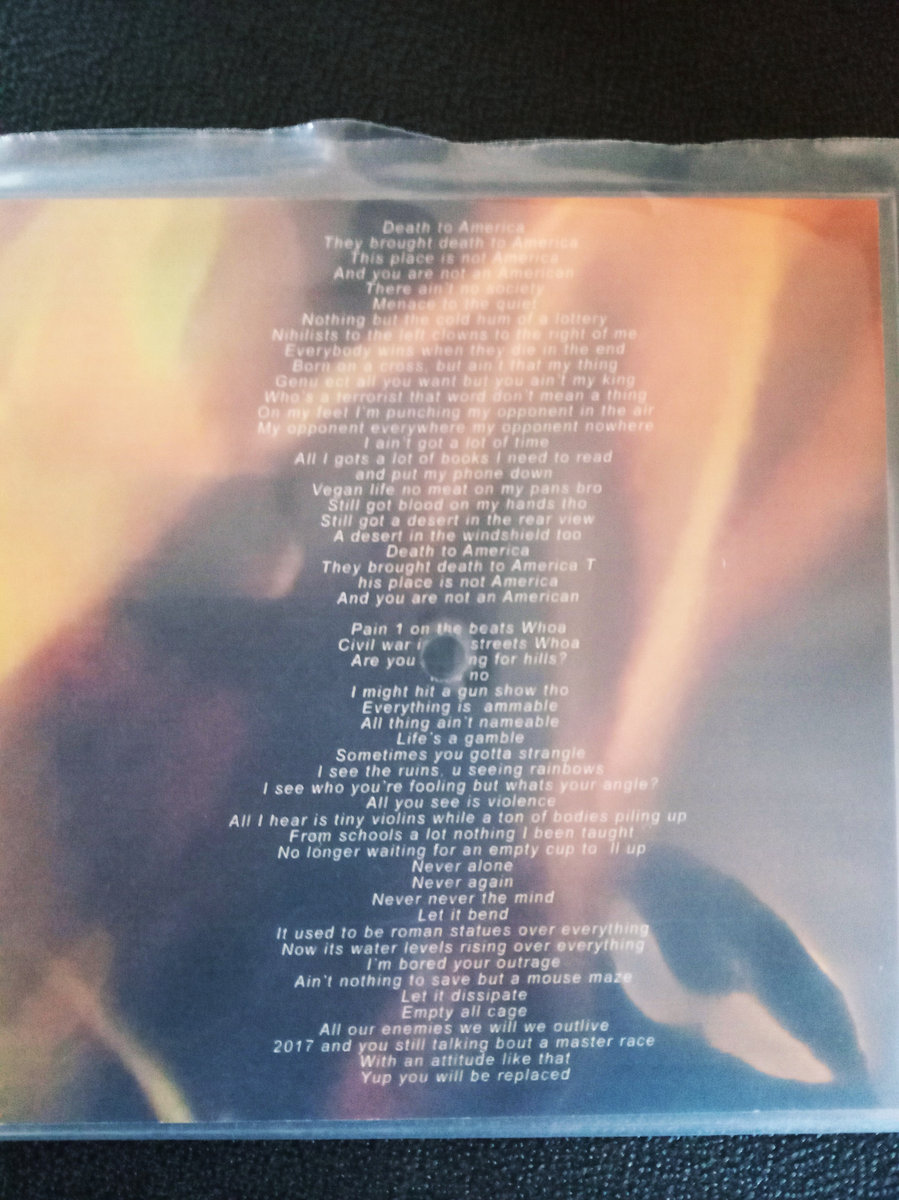 Death to America
They brought death to America
This place is not America
And you are not an American
There ain't no society
Menace to the quiet
Nothing but the cold hum of a lottery
Nihilists to the left clowns to the right of me
Everybody wins when they die in the end
Born on a cross, but ain't that my thing
Genu ect all you want but you ain't my king
Who's a terrorist that word don't mean a thing
On my feet I'm punching my opponent in the air
My opponent everywhere my opponent nowhere
I ain't got a lot of time
All I gots a lot of books I need to read
and put my phone down
Vegan life no meat on my pans bro
Still got blood on my hands tho
Still got a desert in the rear view
A desert in the windshield too
Death to America
They brought death to America T
his place is not America
And you are not an American
Pain 1 on the beats Whoa
Civil war streets Whoa
Are you ng for hills?
no
I might hit a gun show tho
Everything is ammable
All thing ain't nameable
Life's a gamble
Sometimes you gotta strangle
I see the ruins, u seeing rainbows
I see who you're fooling but whats your angle?
All you see is violence
All I hear is tiny violins while a ton of bodies piling up
From schools a lot nothing I been taught
No longer waiting for an empty cup to ll up
Never alone
Never again
Never never the mind
Let it bend
It used to be roman statues over everything
Now its water levels rising over everything
I'm bored your outrage
Ain't nothing to save but a mouse maze
Let it dissipate
Empty all cage
All our enemies we will we outlive
2017 and you still talking bout a master race
With an attitude like that
Yup you will be replaced